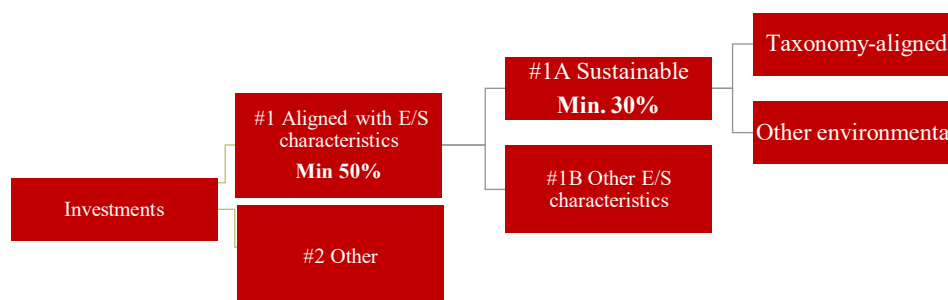 Investments
#1 Aligned with E/S
characteristics
Min 50%
#2 Other
#1A Sustainable
Min. 30%
#1B Other E/S
characteristics
Taxonomy-aligned
Other environmenta